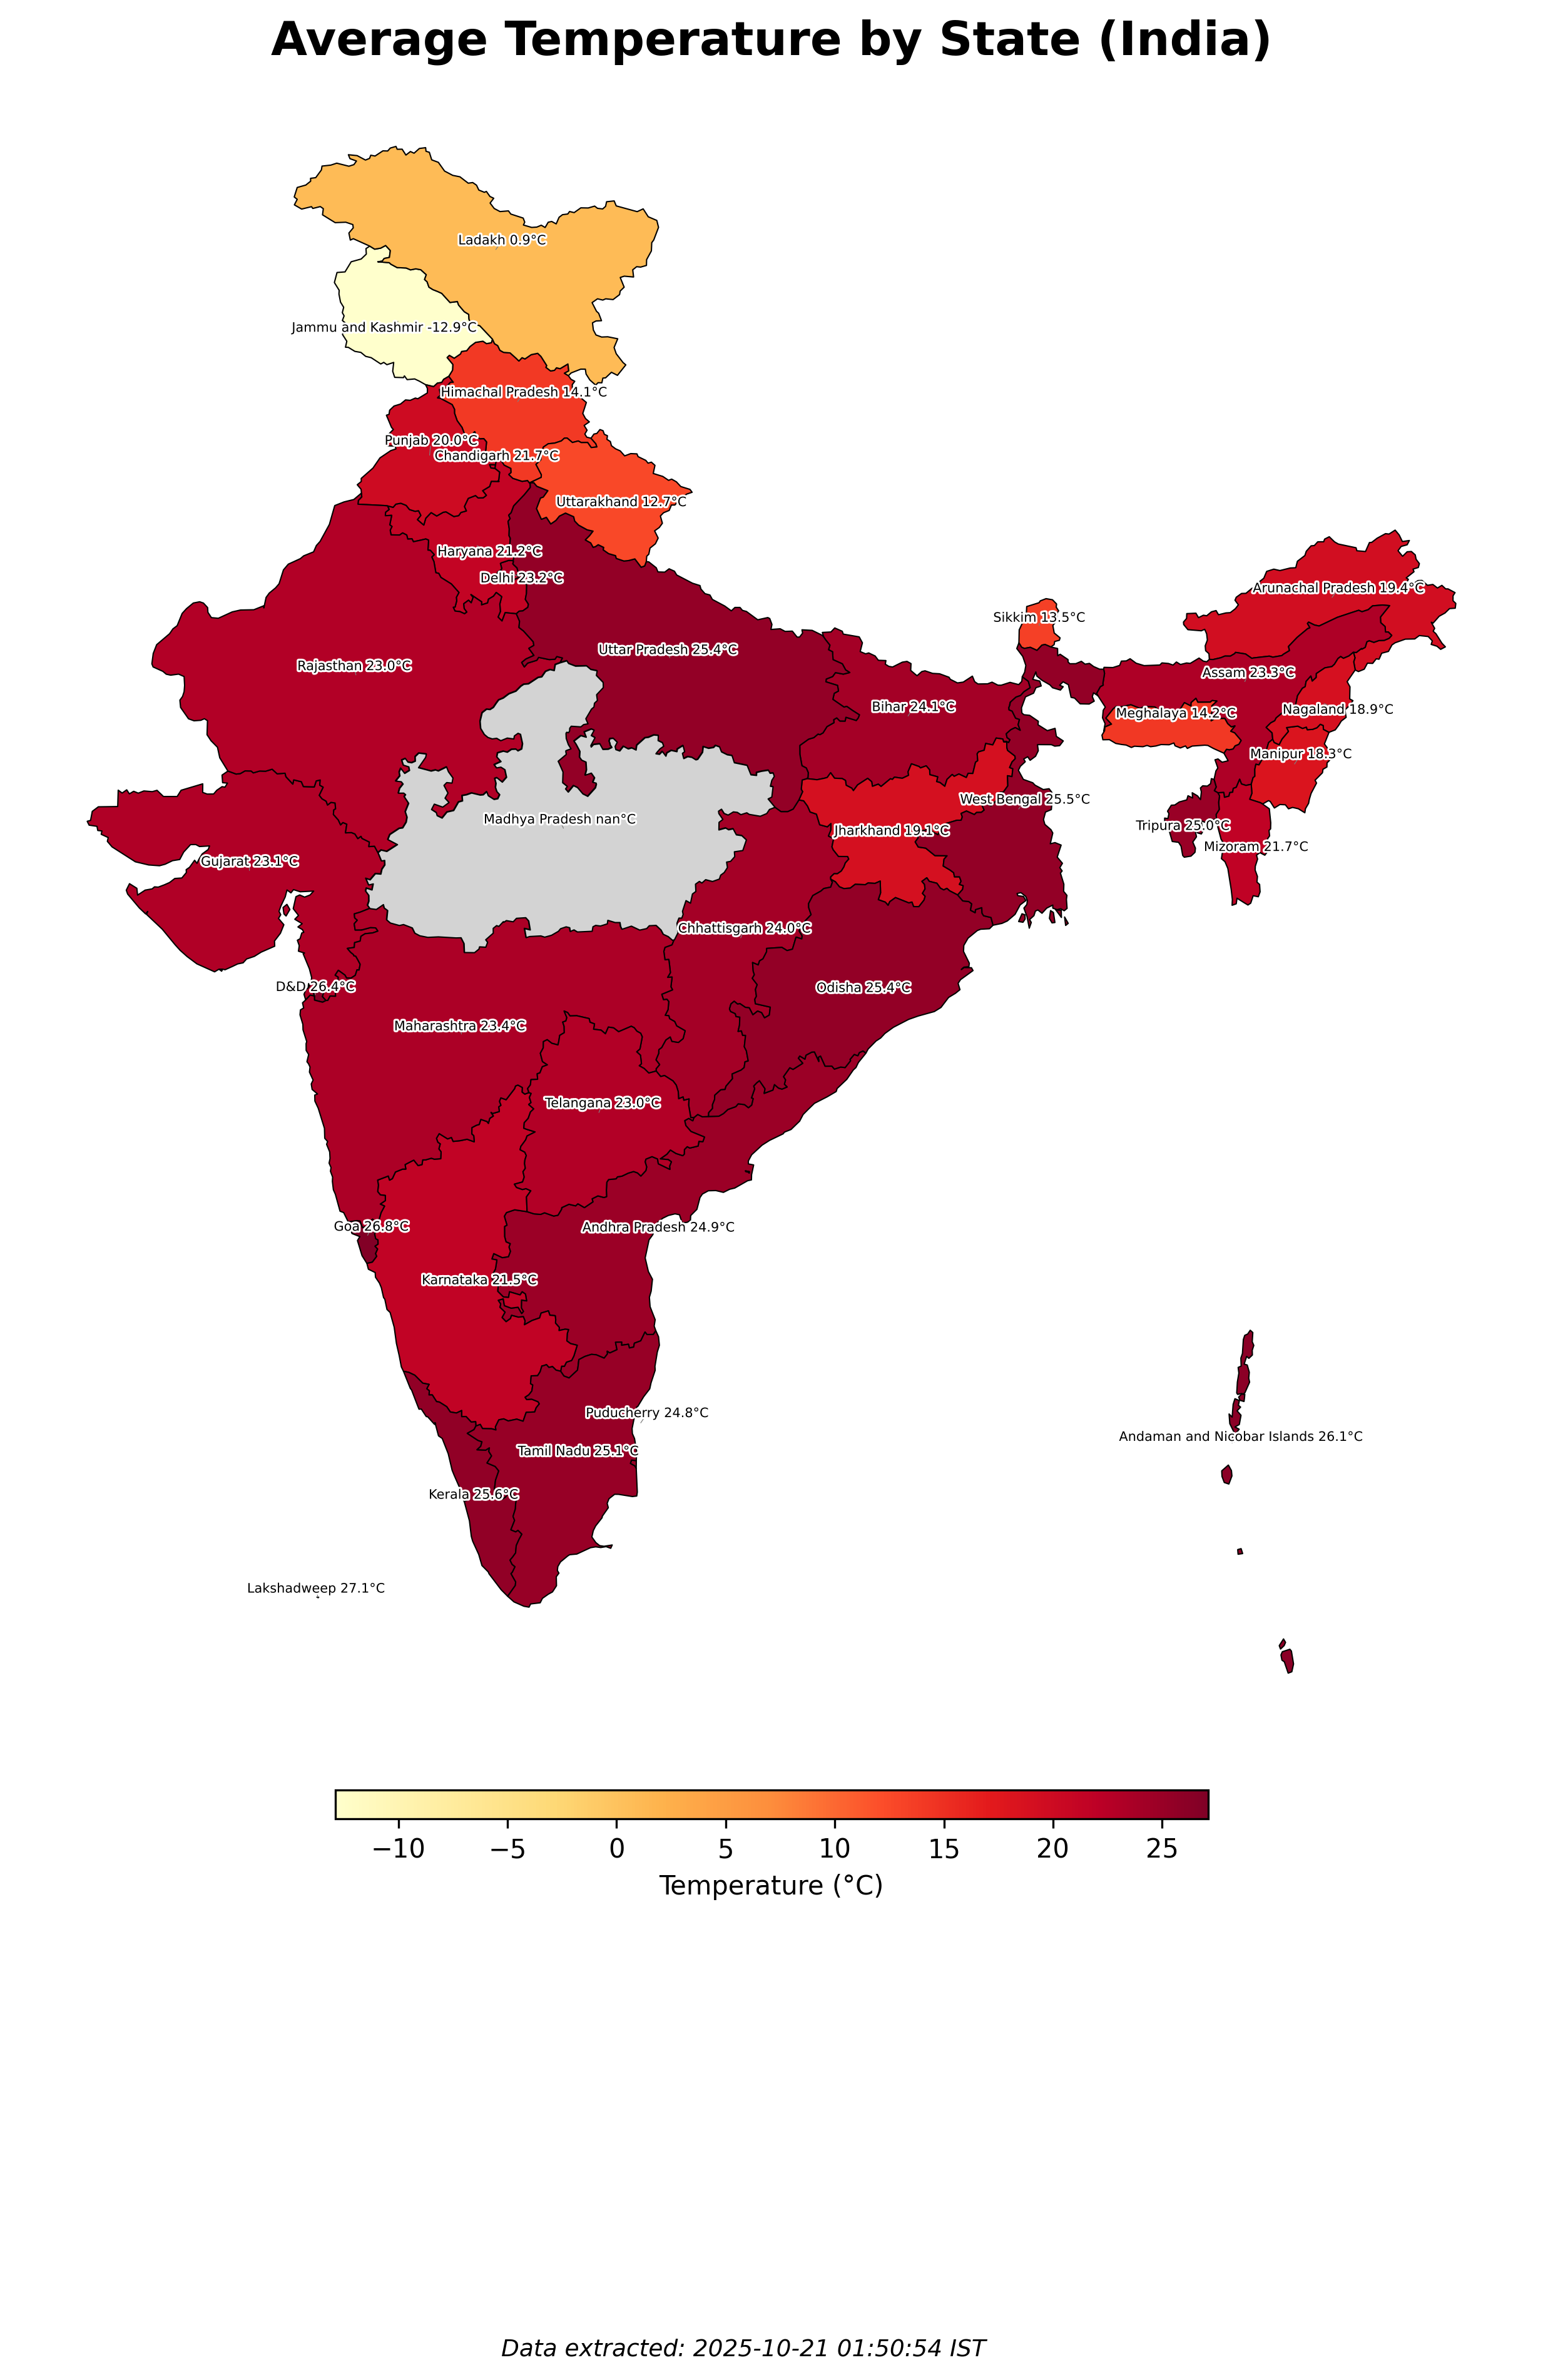 Average Temperature by State (India)
Ladakh 0.9°C
Jammu and Kashmir -12.9°C
Himachal Pradesh 14.1°C
Punjab 20.0°C
Chandigarh 21.7°C
Uttarakhand 12.7°C
Haryana 21.2°C
Delhi 23.2°C
Arunachal Pradesh 19.4°C
Sikkim 13.5°C
Uttar Pradesh 25.4°C
Rajasthan 23.0°C
Assam 23.3°C
Bihar 24.1°C
Nagaland 18.9°C
Meghalaya 14.2°C
Manipur 18.3°C
West Bengal 25.5°C
Madhya Pradesh nan°C
Tripura 25.0°C
Jharkhand 19.1°C
Mizoram 21.7°C
Gujarat 23.1°C
Chhattisgarh 24.0°C
D&D 26.4°C
Odisha 25.4°C
Maharashtra 23.4°C
Telangana 23.0°C
Goa 26.8°C
Andhra Pradesh 24.9°C
Karnataka 21.5°C
Puducherry 24.8°C
Andaman and Nicobar Islands 26.1°C
Tamil Nadu 25.1°C
Kerala 25.6°C
Lakshadweep 27.1°C
−10 −5 0 5 10 15 20 25
Temperature (°C)
Data extracted: 2025-10-21 01:50:54 IST